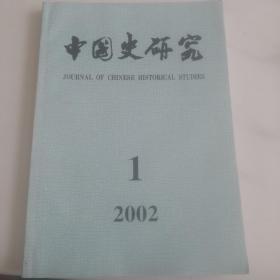 中国史研究
JOURNAL OF CHINESE HISTORICAL STUDIES
1
2002